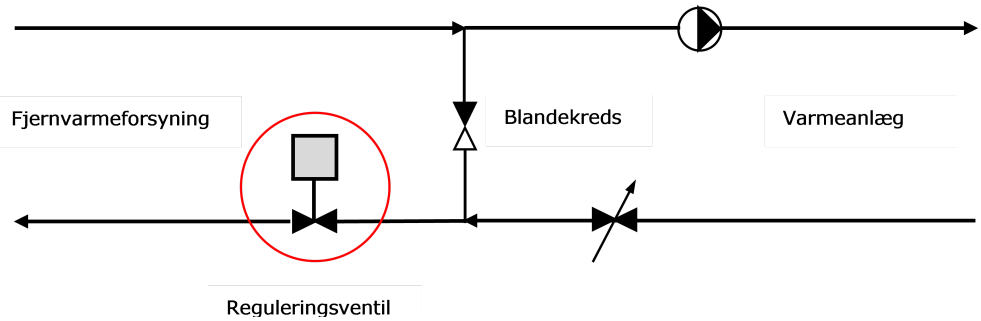 Fjernvarmeforsyning
Blandekreds
Varmeanlæg
Reguleringsventil